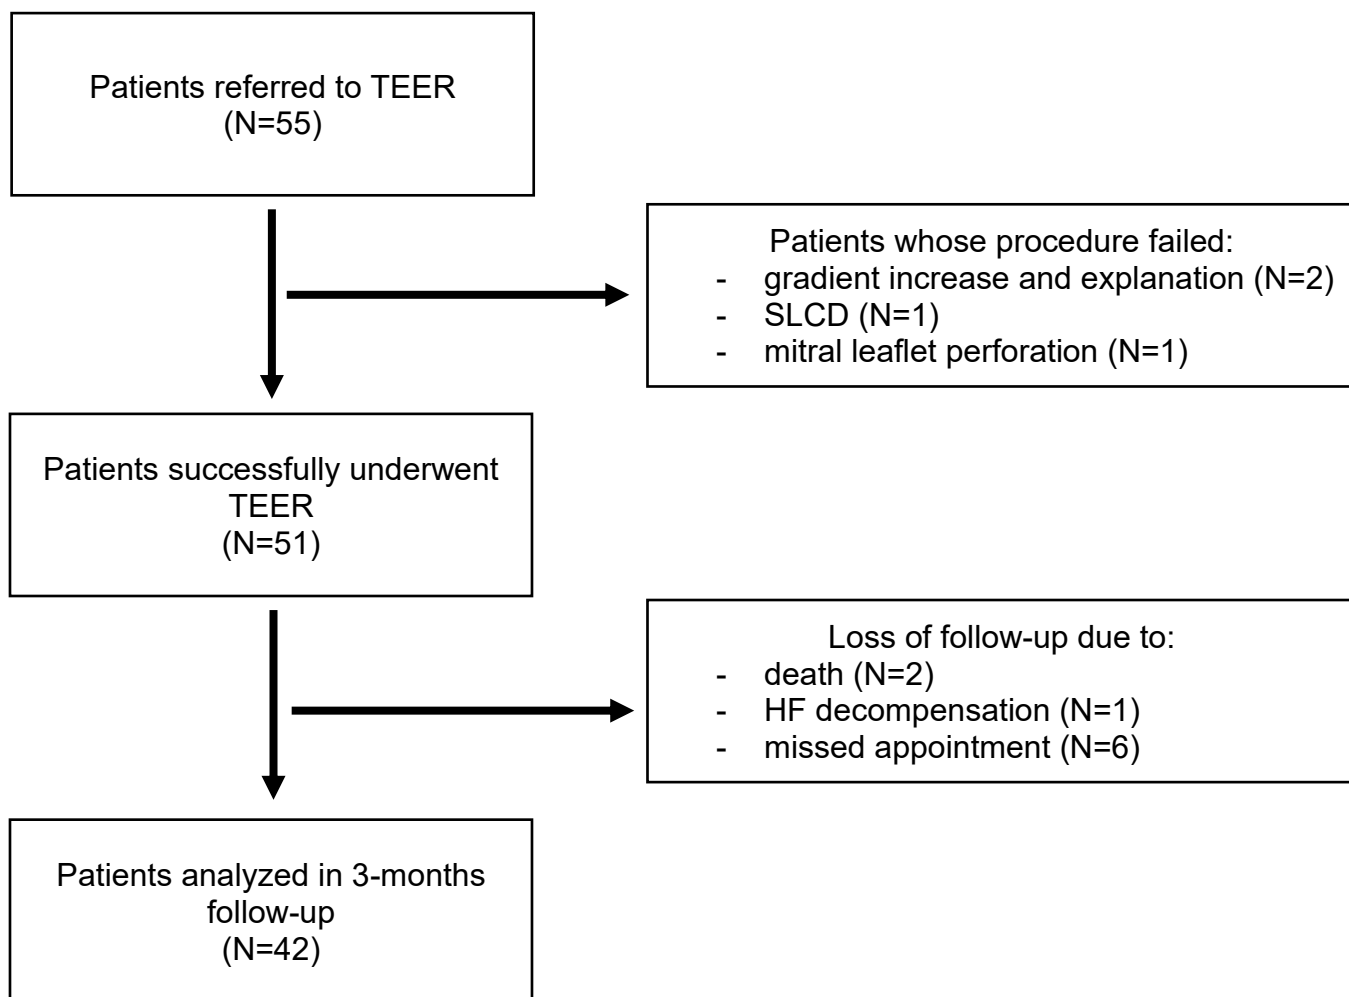 Patients referred to TEER
(N=55)
Patients whose procedure failed:
- gradient increase and explanation (N=2)
- SLCD (N=1)
- mitral leaflet perforation (N=1)
Patients successfully underwent
TEER
(N=51)
Loss of follow-up due to:
- death (N=2)
- HF decompensation (N=1)
- missed appointment (N=6)
Patients analyzed in 3-months
follow-up
(N=42)